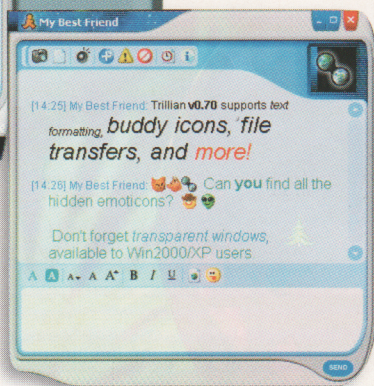 My Best Friend
[14:25] My Best Friend: Trillian v0.70 supports text
formatting, buddy icons, file
transfers, and more!
[14:26] My Best Friend: Can you find all the
hidden emoticons?
Don't forget transparent windows,
available to Win2000/XP users
A A A A A B I U
SEND